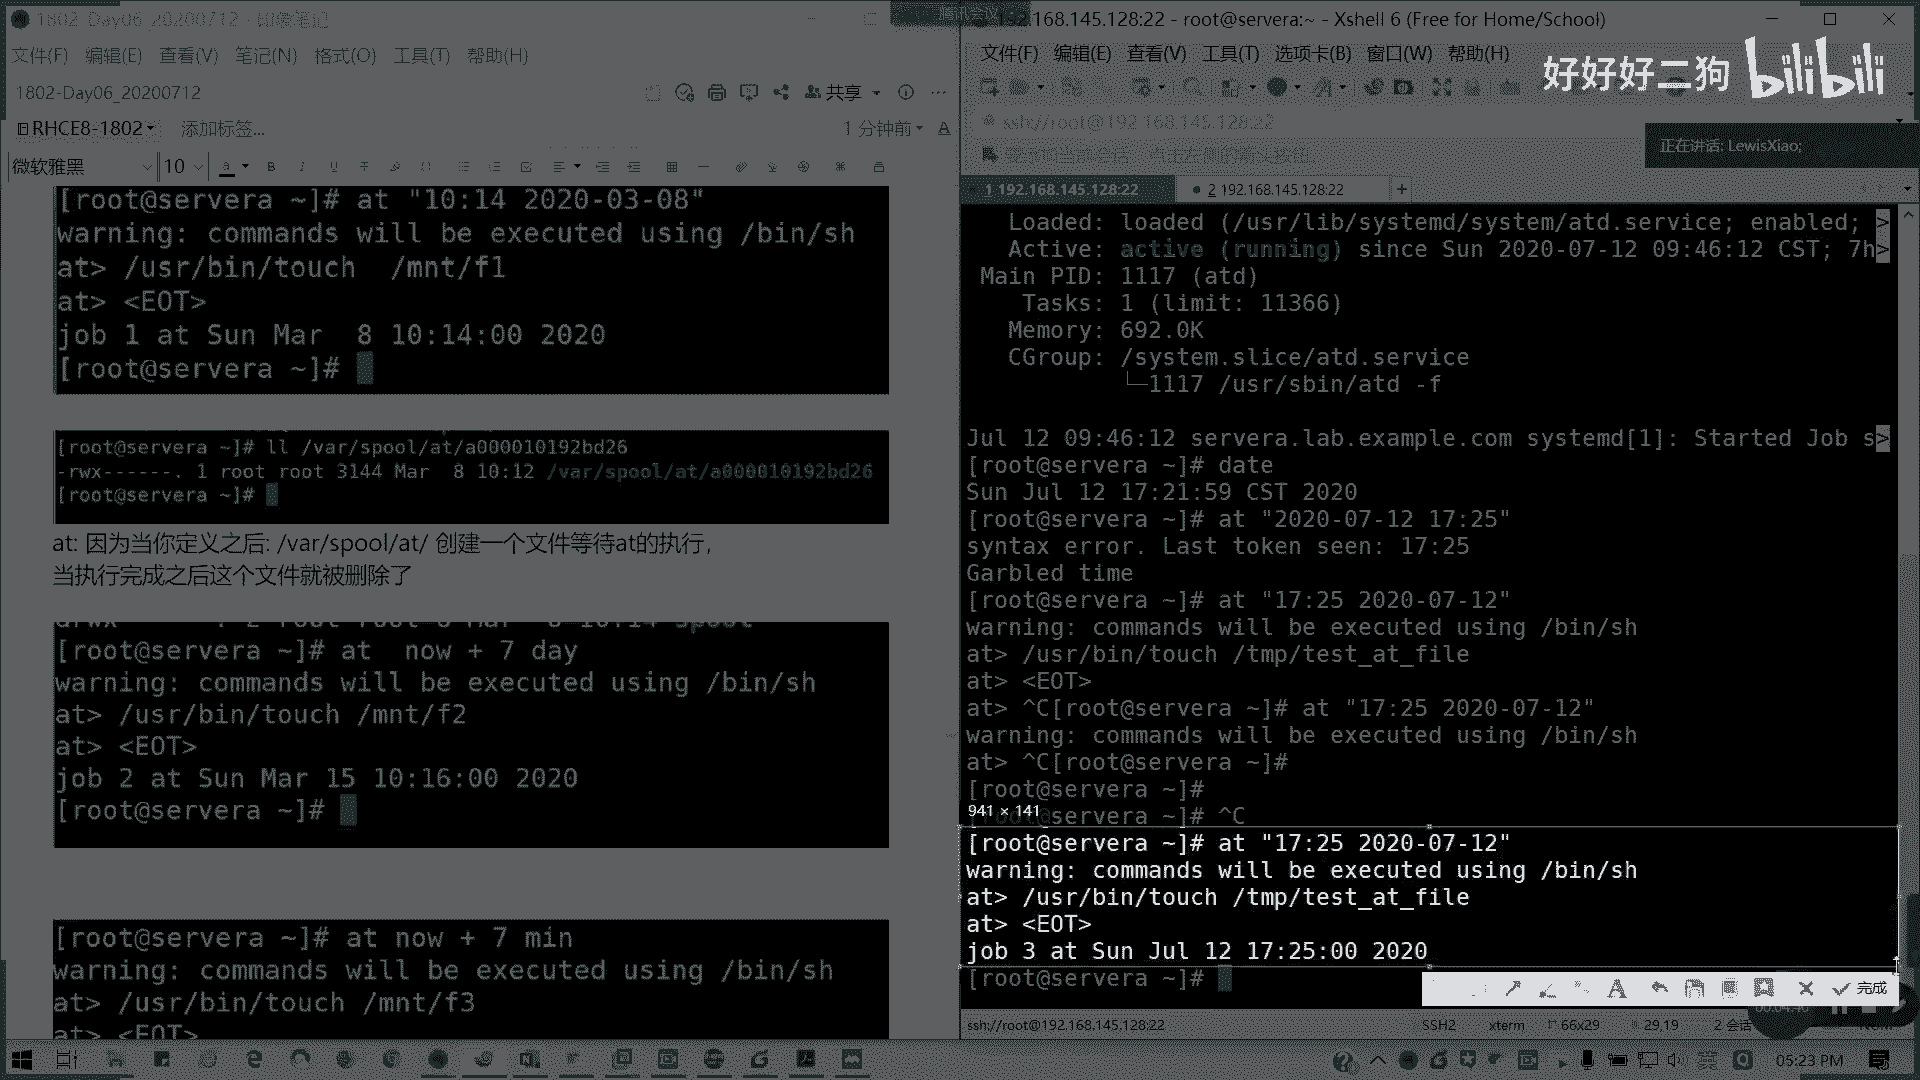 1802_Day06_20200712 - 印象笔记
文件(F) 编辑(E) 查看(V) 笔记(N) 格式(O) 工具(T) 帮助(H)
1802-Day06_20200712
共享
RHCE8-1802
添加标签...
1 分钟前
微软雅黑
10
[root@servera ~]# at "10:14 2020-03-08"
warning: commands will be executed using /bin/sh
at> /usr/bin/touch  /mnt/f1
at> <EOT>
job 1 at Sun Mar  8 10:14:00 2020
[root@servera ~]#
[root@servera ~]# ll /var/spool/at/a000010192bd26
-rwx------. 1 root root 3144 Mar  8 10:12 /var/spool/at/a000010192bd26
[root@servera ~]#
at: 因为当你定义之后: /var/spool/at/ 创建一个文件等待at的执行,
当执行完成之后这个文件就被删除了
[root@servera ~]# at  now + 7 day
warning: commands will be executed using /bin/sh
at> /usr/bin/touch /mnt/f2
at> <EOT>
job 2 at Sun Mar 15 10:16:00 2020
[root@servera ~]#
[root@servera ~]# at now + 7 min
warning: commands will be executed using /bin/sh
at> /usr/bin/touch /mnt/f3
at> <EOT>
192.168.145.128:22 - root@servera:~ - Xshell 6 (Free for Home/School)
文件(F) 编辑(E) 查看(V) 工具(T) 选项卡(B) 窗口(W) 帮助(H)
好好好二狗 bilibili
ssh://root@192.168.145.128:22
正在讲话: LewisXiao;
1 192.168.145.128:22
2 192.168.145.128:22
Loaded: loaded (/usr/lib/systemd/system/atd.service; enabled; >
Active: active (running) since Sun 2020-07-12 09:46:12 CST; 7h>
Main PID: 1117 (atd)
Tasks: 1 (limit: 11366)
Memory: 692.0K
CGroup: /system.slice/atd.service
└─1117 /usr/sbin/atd -f
Jul 12 09:46:12 servera.lab.example.com systemd[1]: Started Job s>
[root@servera ~]# date
Sun Jul 12 17:21:59 CST 2020
[root@servera ~]# at "2020-07-12 17:25"
syntax error. Last token seen: 17:25
Garbled time
[root@servera ~]# at "17:25 2020-07-12"
warning: commands will be executed using /bin/sh
at> /usr/bin/touch /tmp/test_at_file
at> <EOT>
at> ^C[root@servera ~]# at "17:25 2020-07-12"
warning: commands will be executed using /bin/sh
at> ^C[root@servera ~]#
[root@servera ~]#
[root@servera ~]# ^C
941 × 141
[root@servera ~]# at "17:25 2020-07-12"
warning: commands will be executed using /bin/sh
at> /usr/bin/touch /tmp/test_at_file
at> <EOT>
job 3 at Sun Jul 12 17:25:00 2020
[root@servera ~]#
完成
ssh://root@192.168.145.128:22
SSH2
xterm
66x29
29,19
2 会话
05:23 PM